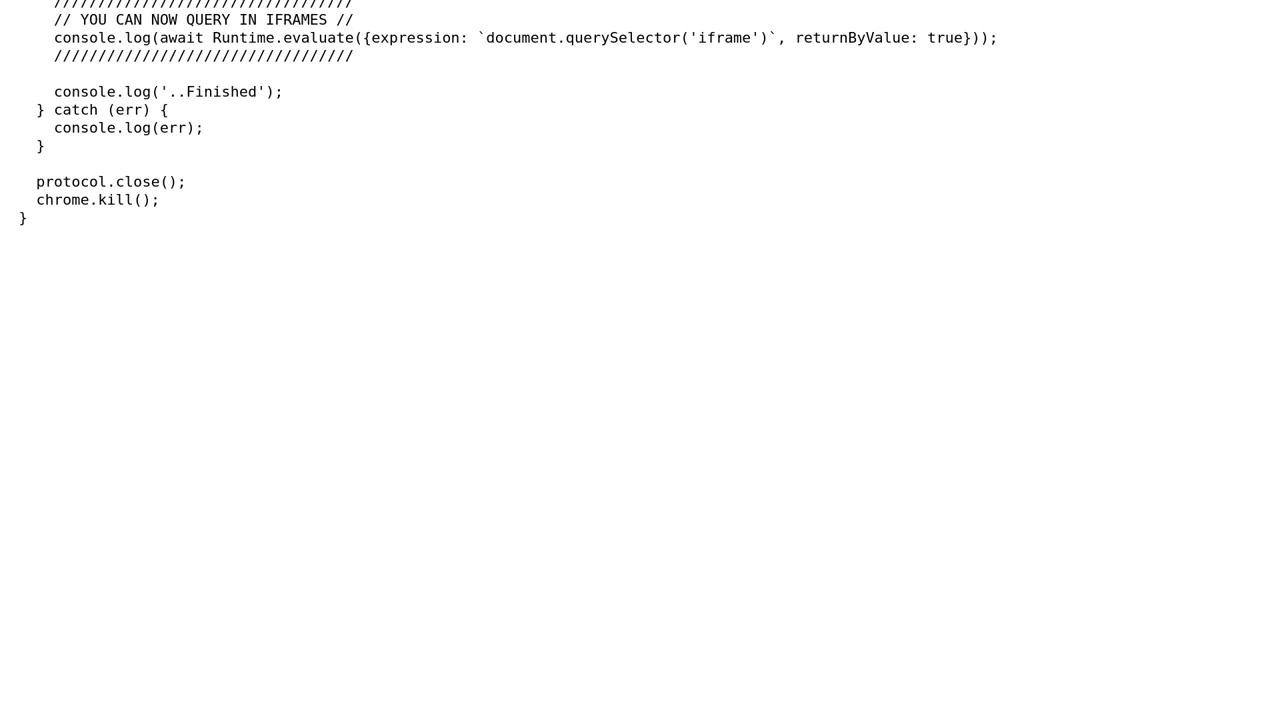 //////////////////////////////////
// YOU CAN NOW QUERY IN IFRAMES //
console.log(await Runtime.evaluate({expression: `document.querySelector('iframe')`, returnByValue: true}));
//////////////////////////////////
console.log('..Finished');
} catch (err) {
console.log(err);
}
protocol.close();
chrome.kill();
}